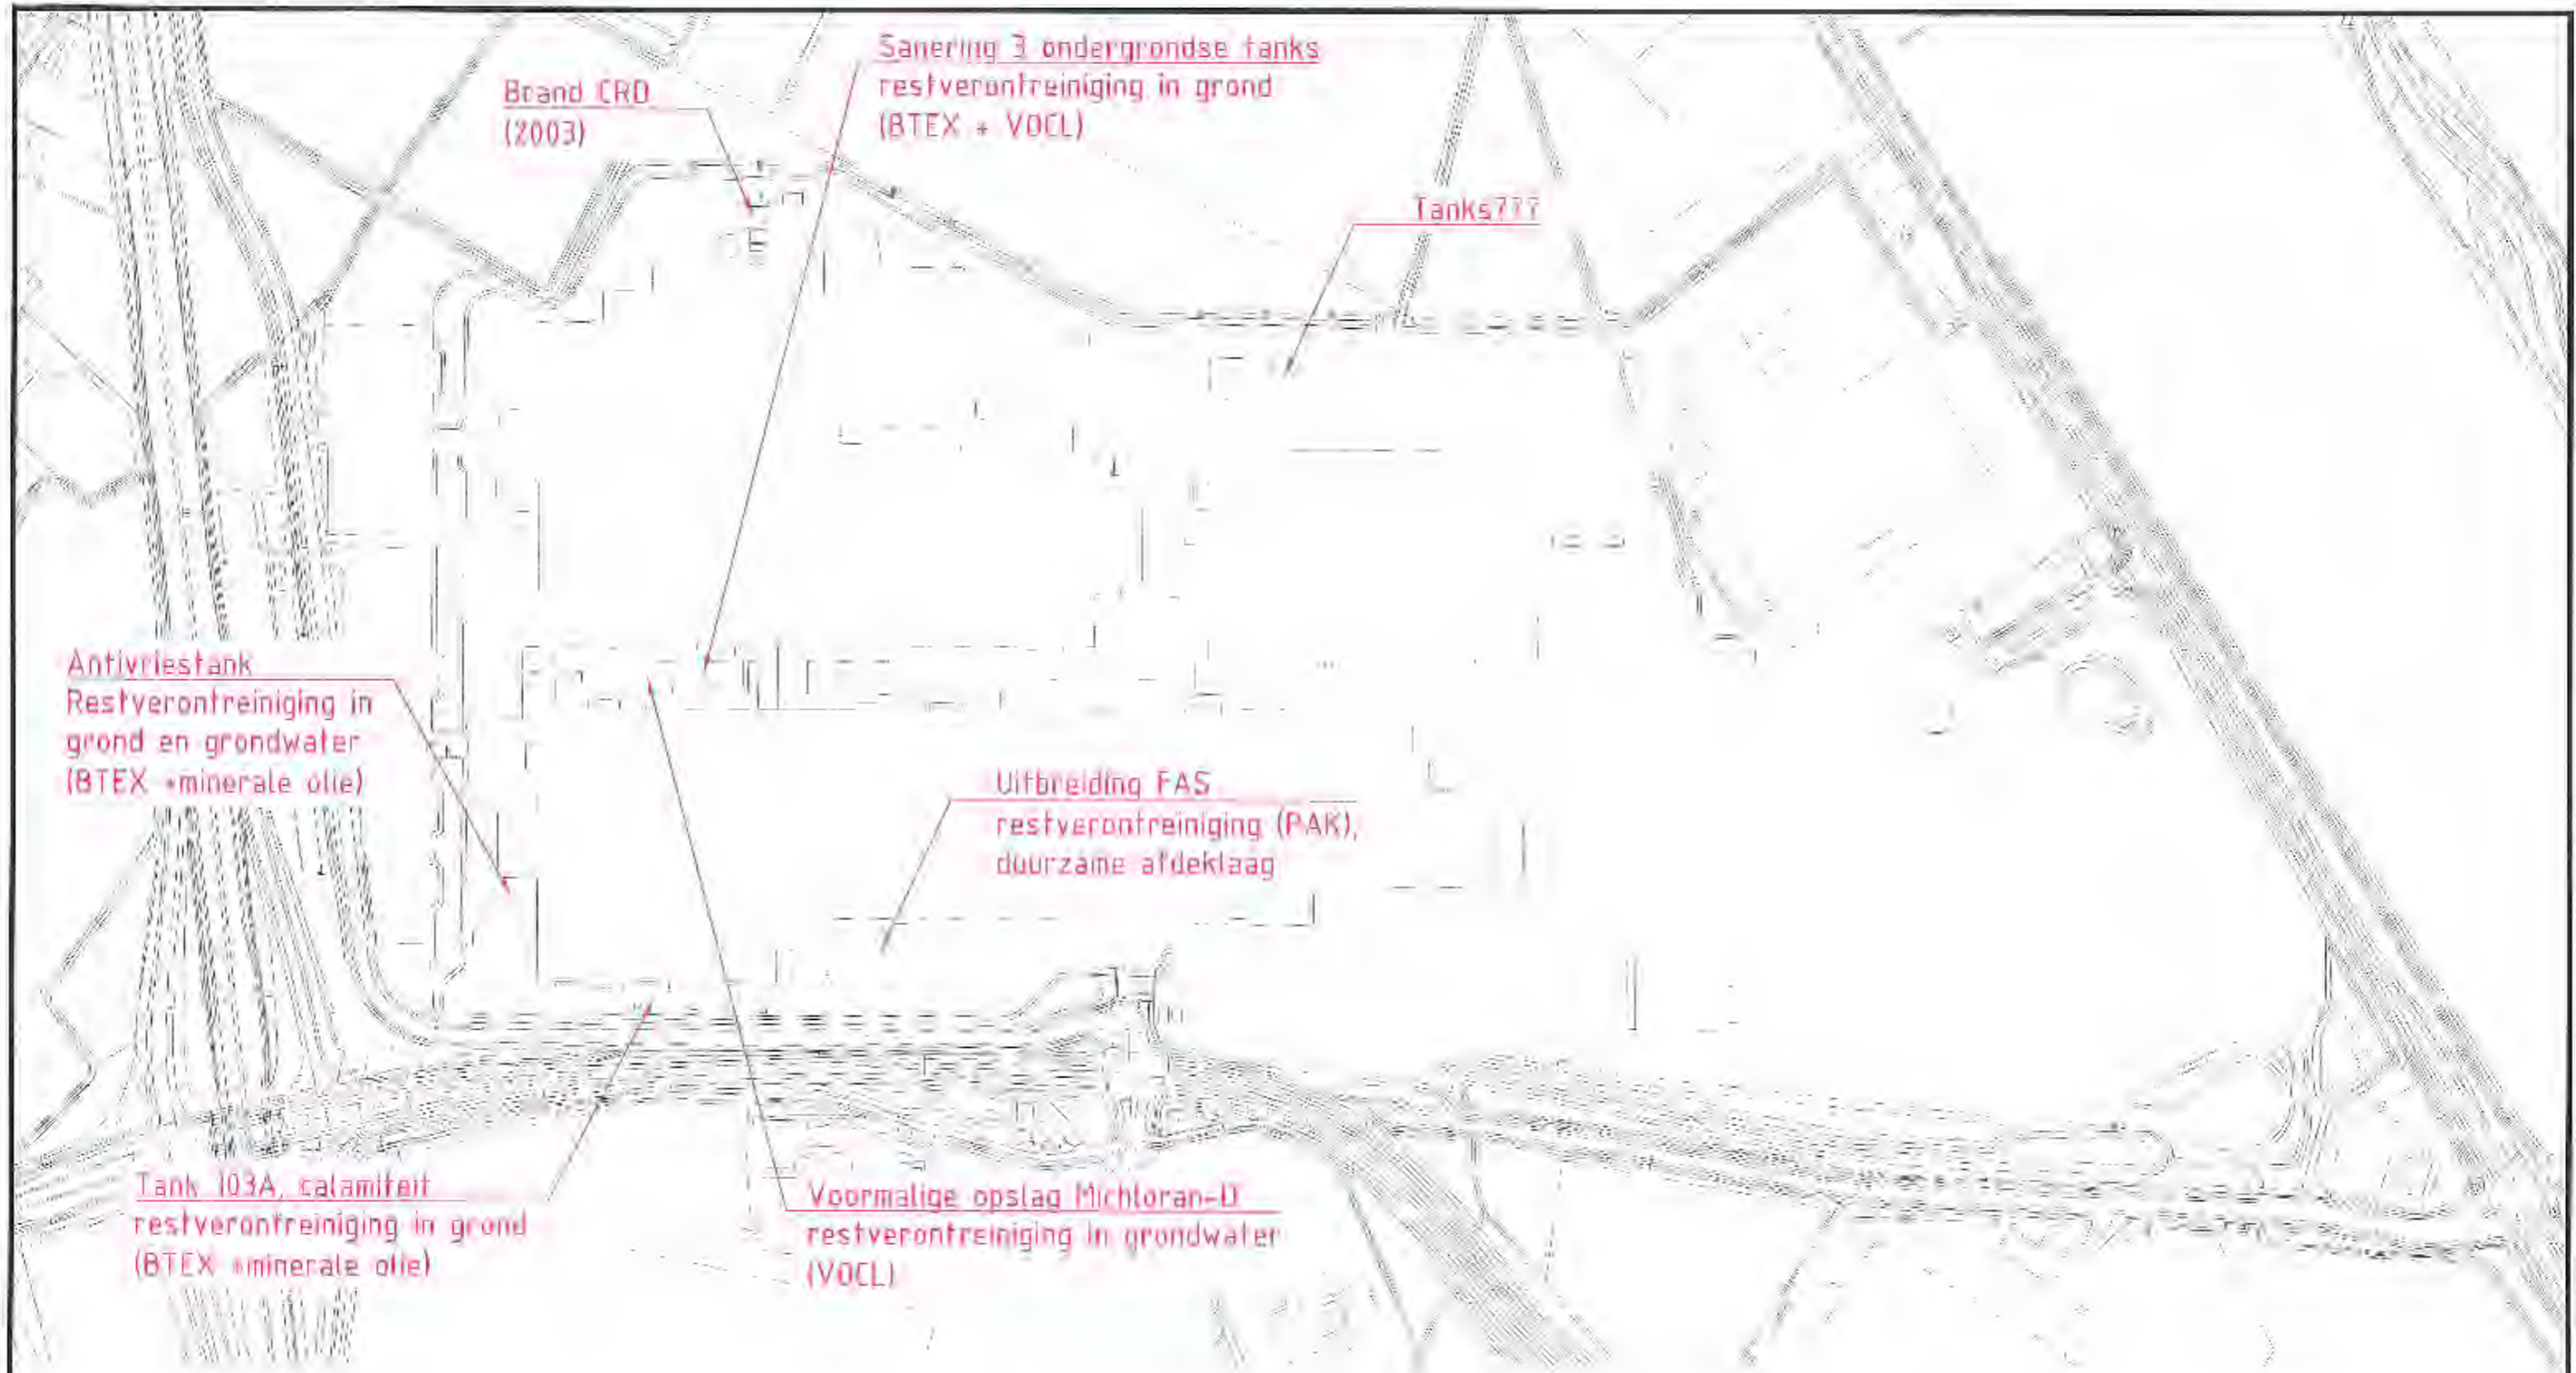 Sanering 3 ondergrondse tanks
restverontreiniging in grond
(BTEX + VOCL)
Brand CRD
(2003)
Tanks???
Antivriestank
Restverontreiniging in
grond en grondwater
(BTEX +minerale olie)
Uitbreiding FAS
restverontreiniging (PAK),
duurzame afdeklaag
Tank 103A, calamiteit
restverontreiniging in grond
(BTEX +minerale olie)
Voormalige opslag Michloran-D
restverontreiniging in grondwater
(VOCL)